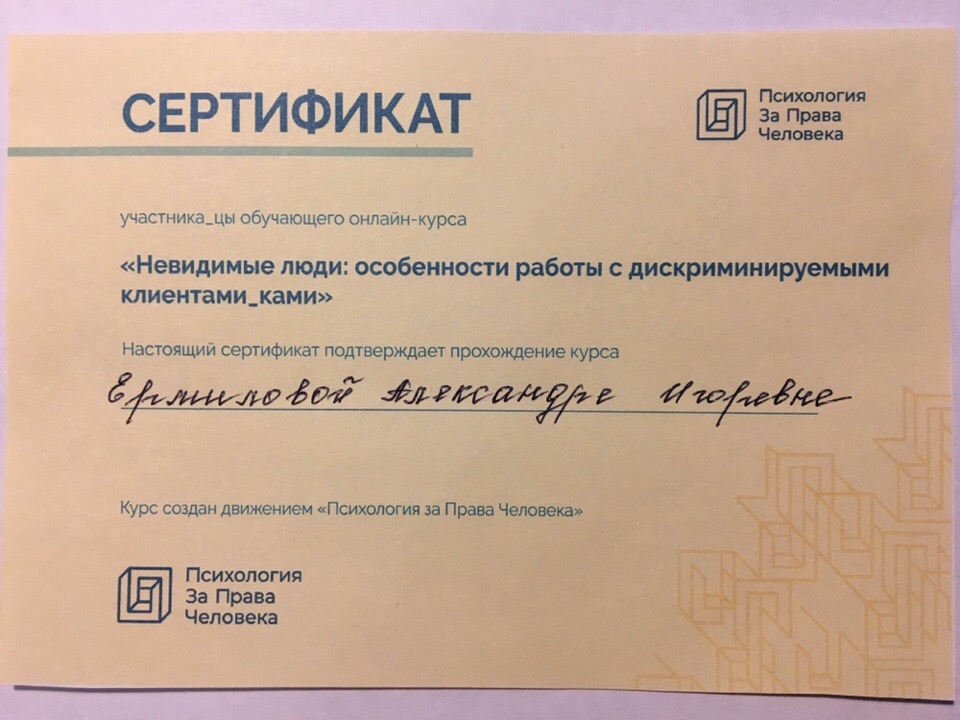 СЕРТИФИКАТ
Психология
За Права
Человека
участника_цы обучающего онлайн-курса
«Невидимые люди: особенности работы с дискриминируемыми
клиентами_ками»
Настоящий сертификат подтверждает прохождение курса
Ермиловой Александре Игоревне
Курс создан движением «Психология за Права Человека»
Психология
За Права
Человека